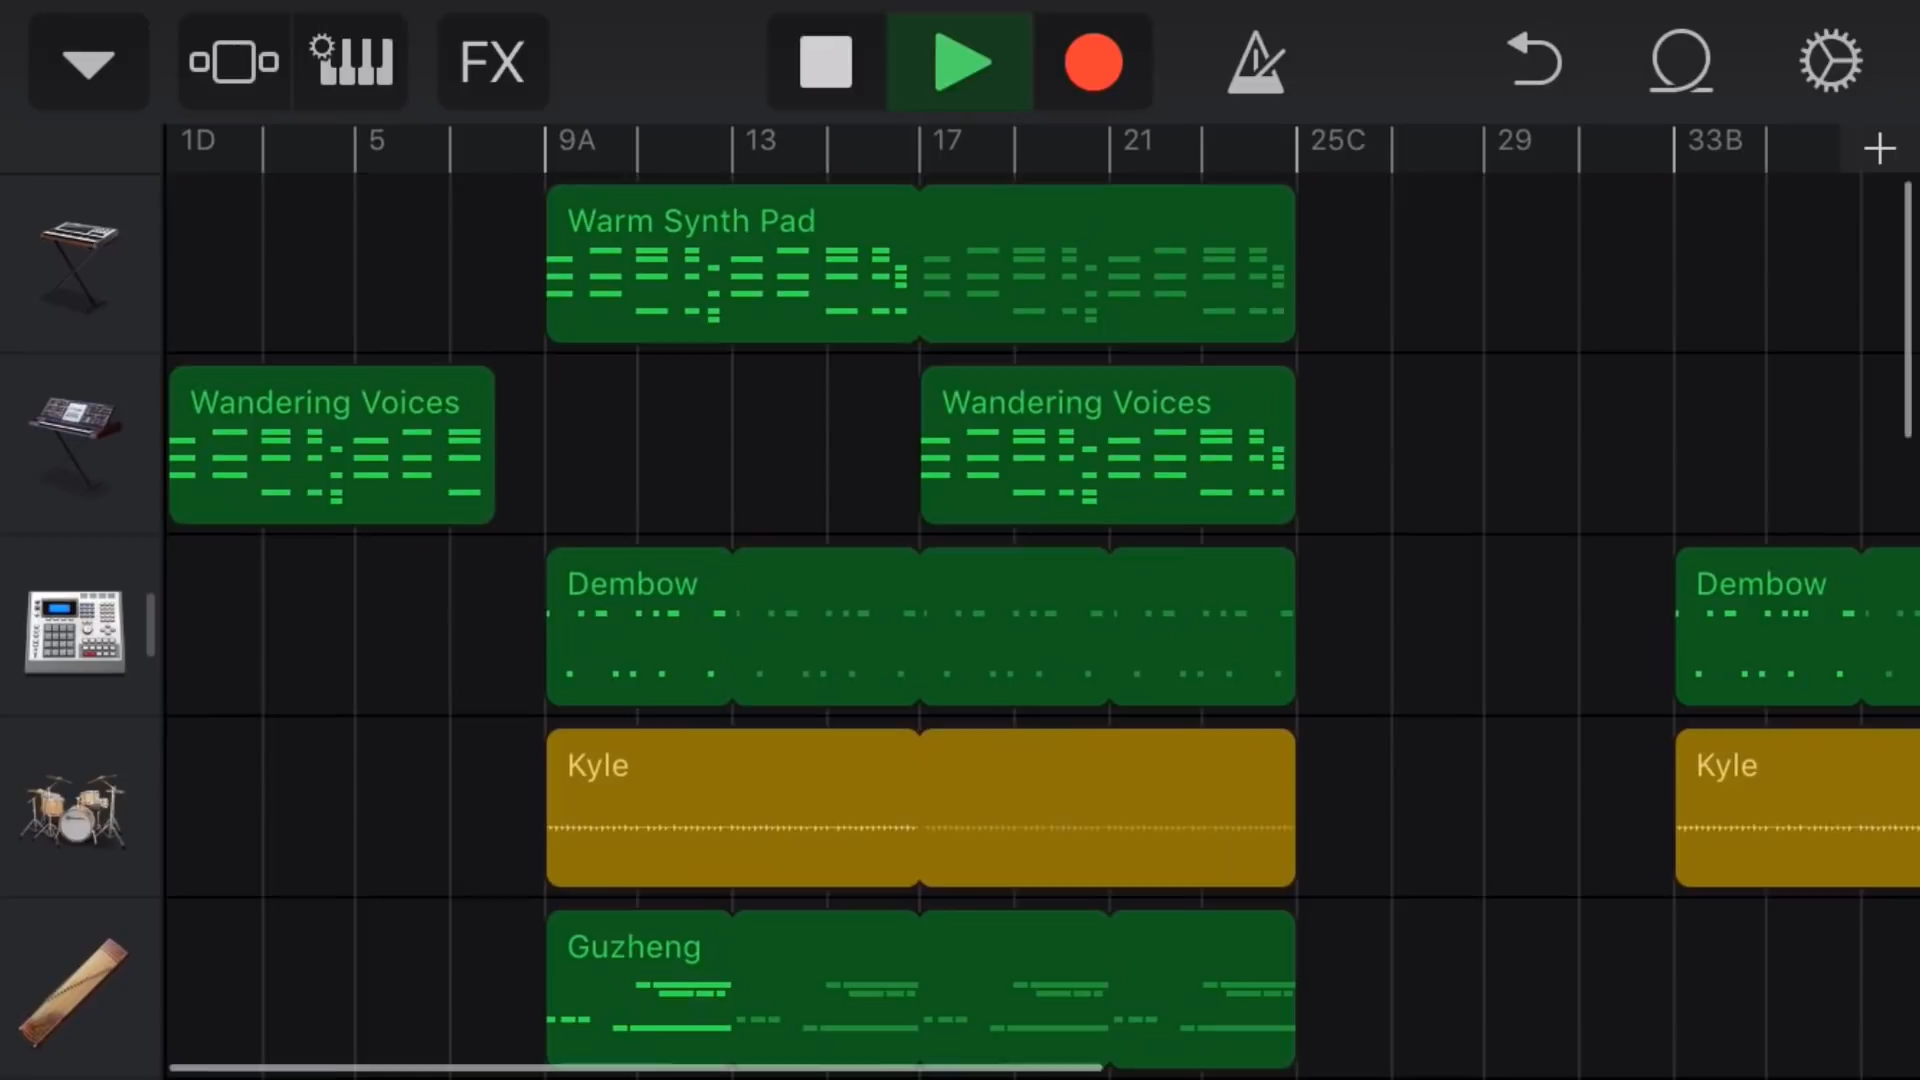 FX
1D 5 9A 13 17 21 25C 29 33B
Warm Synth Pad
Wandering Voices Wandering Voices
Dembow Dembow
Kyle Kyle
Guzheng